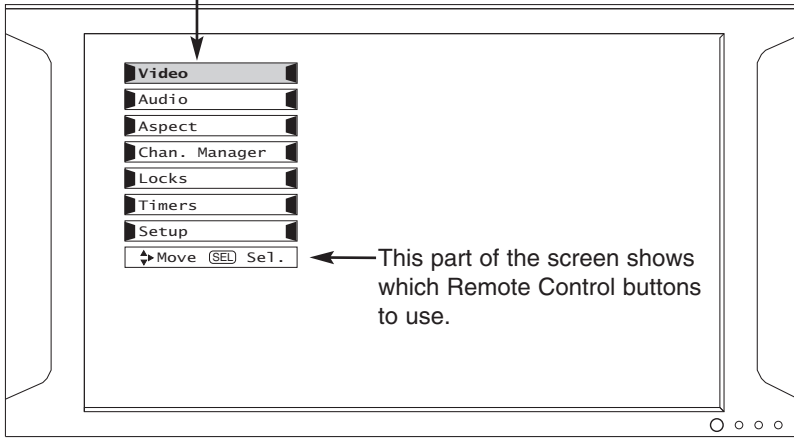 Video
Audio
Aspect
Chan. Manager
Locks
Timers
Setup
Move SEL Sel.
This part of the screen shows
which Remote Control buttons
to use.